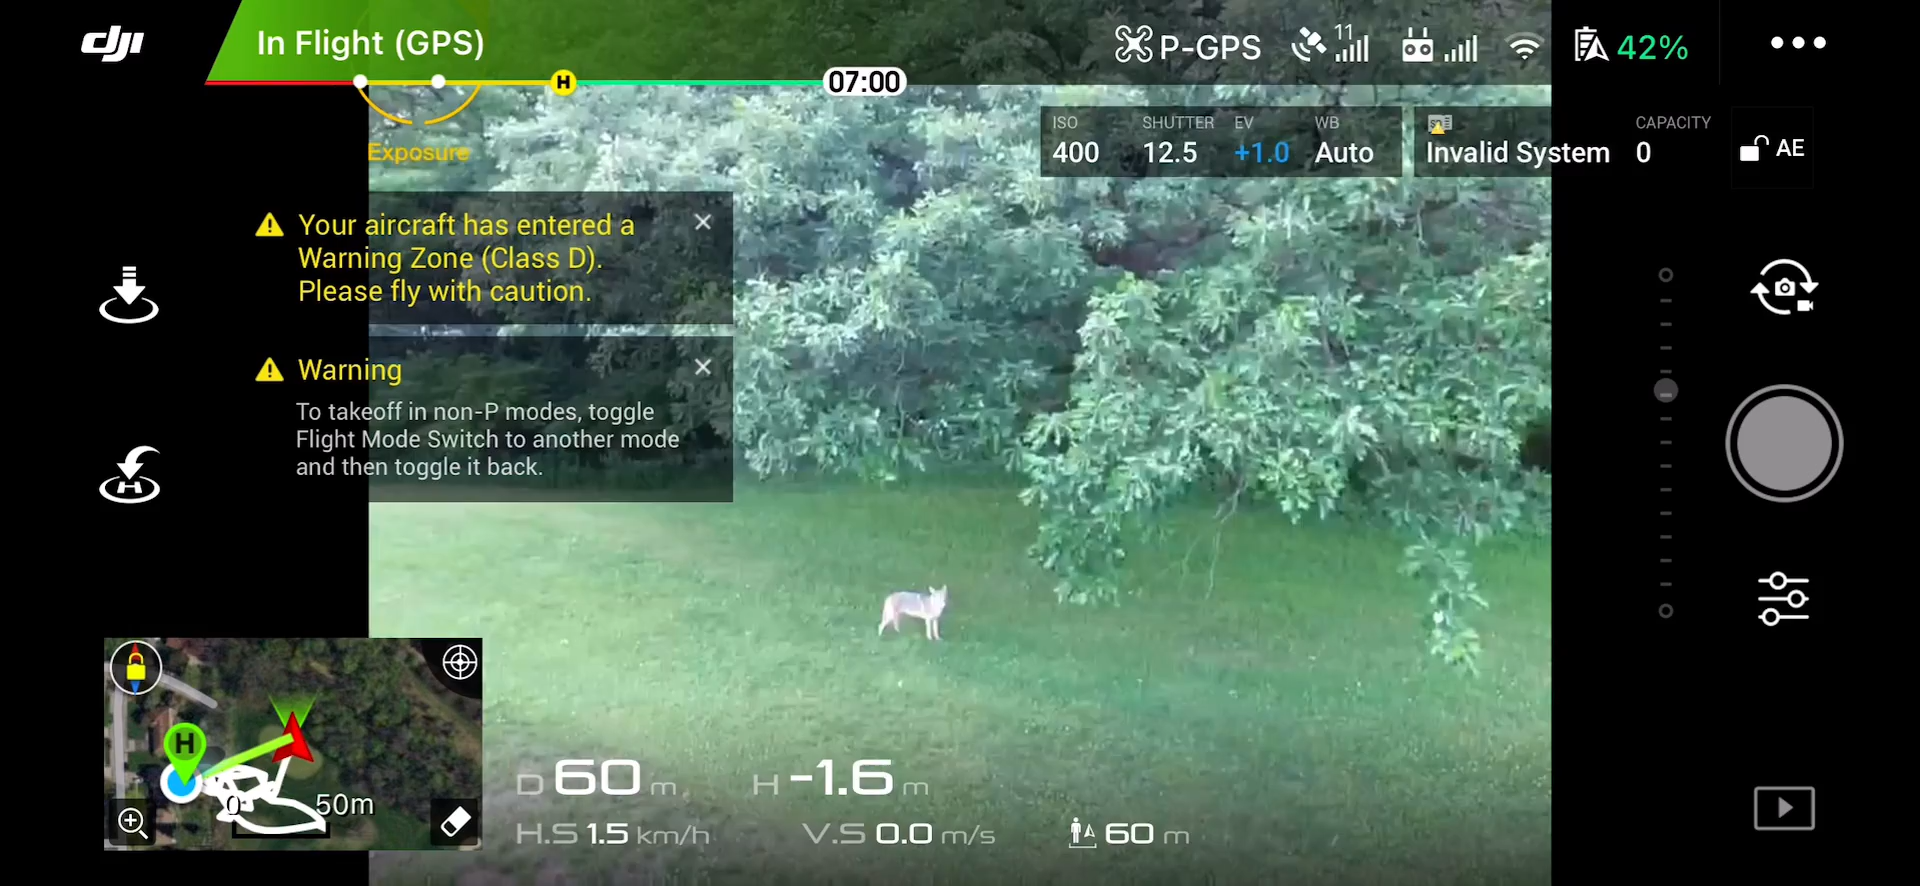 dji
In Flight (GPS)
P-GPS
11
42%
H
07:00
Exposure
ISO
400
SHUTTER
12.5
EV
+1.0
WB
Auto
Invalid System
CAPACITY
0
AE
Your aircraft has entered a
Warning Zone (Class D).
Please fly with caution.
Warning
To takeoff in non-P modes, toggle
Flight Mode Switch to another mode
and then toggle it back.
H
H
0
50m
D 60 m
H -1.6 m
H.S 1.5 km/h
V.S 0.0 m/s
60 m